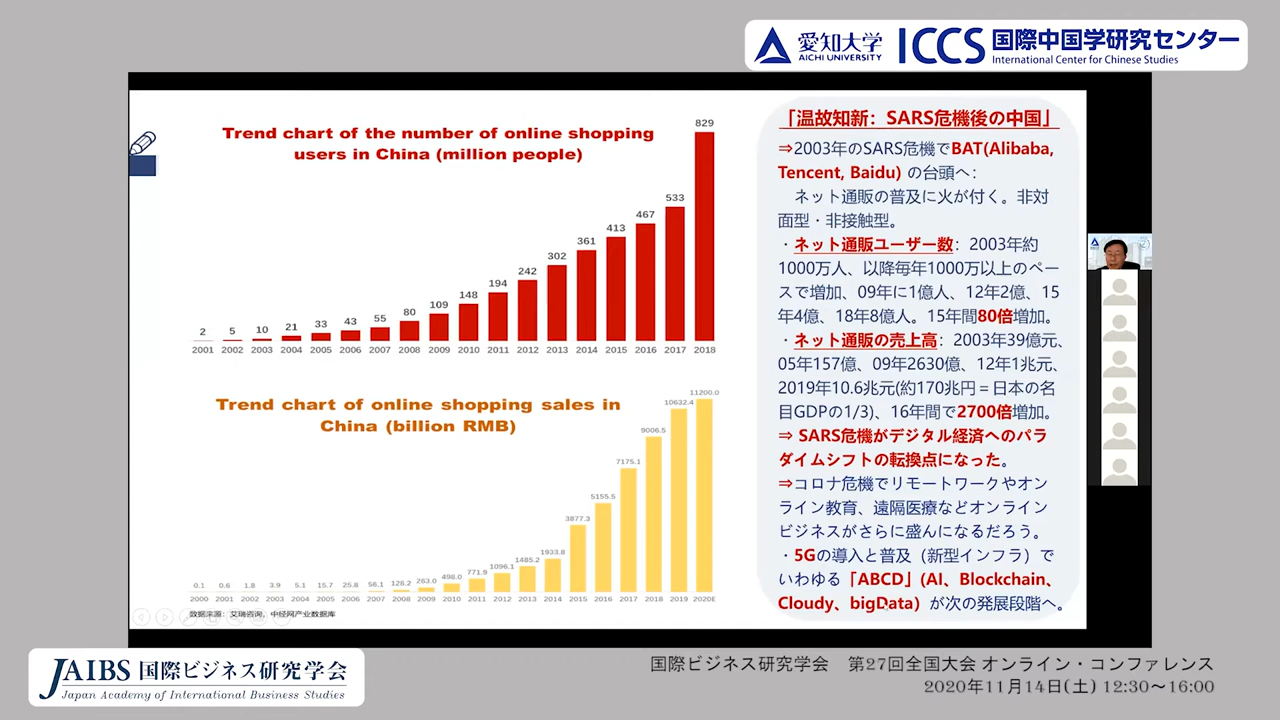 愛知大学
AICHI UNIVERSITY
ICCS 国際中国学研究センター
International Center for Chinese Studies
Trend chart of the number of online shopping
users in China (million people)
2 5 10 21 33 43 55 80 109 148 194 242 302 361 413 467 533 829
2001 2002 2003 2004 2005 2006 2007 2008 2009 2010 2011 2012 2013 2014 2015 2016 2017 2018
Trend chart of online shopping sales in
China (billion RMB)
0.1 0.6 1.8 3.9 5.1 15.7 25.8 56.1 128.2 263.0 498.0 771.9 1096.1 1485.2 1933.8 3877.3 5155.5 7175.1 9006.5 10632.4 11200.0
2000 2001 2002 2003 2004 2005 2006 2007 2008 2009 2010 2011 2012 2013 2014 2015 2016 2017 2018 2019 2020E
数据来源：艾瑞咨询、中经网产业数据库
「温故知新：SARS危機後の中国」
⇒2003年のSARS危機でBAT(Alibaba,
Tencent, Baidu) の台頭へ：
ネット通販の普及に火が付く。非対
面型・非接触型。
・ネット通販ユーザー数：2003年約
1000万人、以降毎年1000万以上のペー
スで増加、09年に1億人、12年2億、15
年4億、18年8億人。15年間80倍増加。
・ネット通販の売上高：2003年39億元、
05年157億、09年2630億、12年1兆元、
2019年10.6兆元(約170兆円＝日本の名
目GDPの1/3)、16年間で2700倍増加。
⇒ SARS危機がデジタル経済へのパラ
ダイムシフトの転換点になった。
⇒コロナ危機でリモートワークやオン
ライン教育、遠隔医療などオンライン
ビジネスがさらに盛んになるだろう。
・5Gの導入と普及（新型インフラ）で
いわゆる「ABCD」(AI、Blockchain、
Cloudy、bigData）が次の発展段階へ。
JAIBS 国際ビジネス研究学会
Japan Academy of International Business Studies
国際ビジネス研究学会 第27回全国大会 オンライン・コンファレンス
2020年11月14日(土) 12:30～16:00